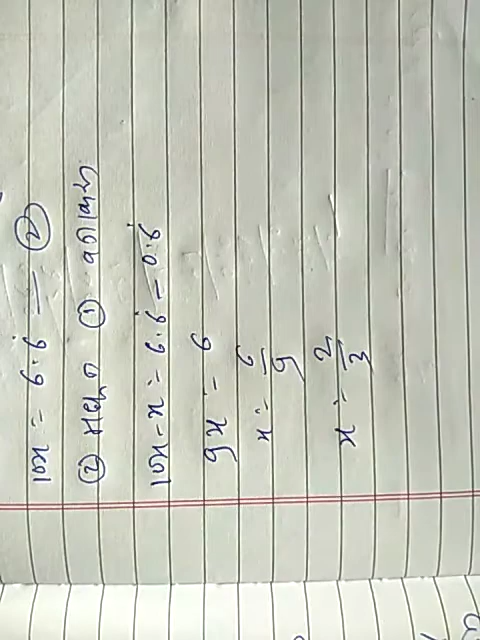 10x = 6.6̇ — ②
② ①
10x - x = 6.6̇ - 0.6̇
9x = 6
x = 6/9
x = 2/3